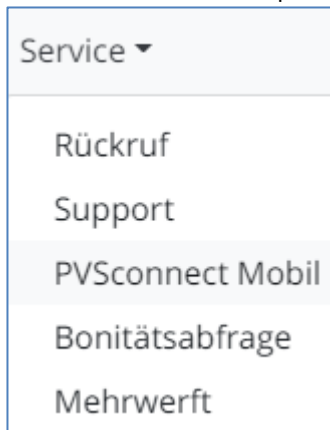 Service
Rückruf
Support
PVSconnect Mobil
Bonitätsabfrage
Mehrwerft